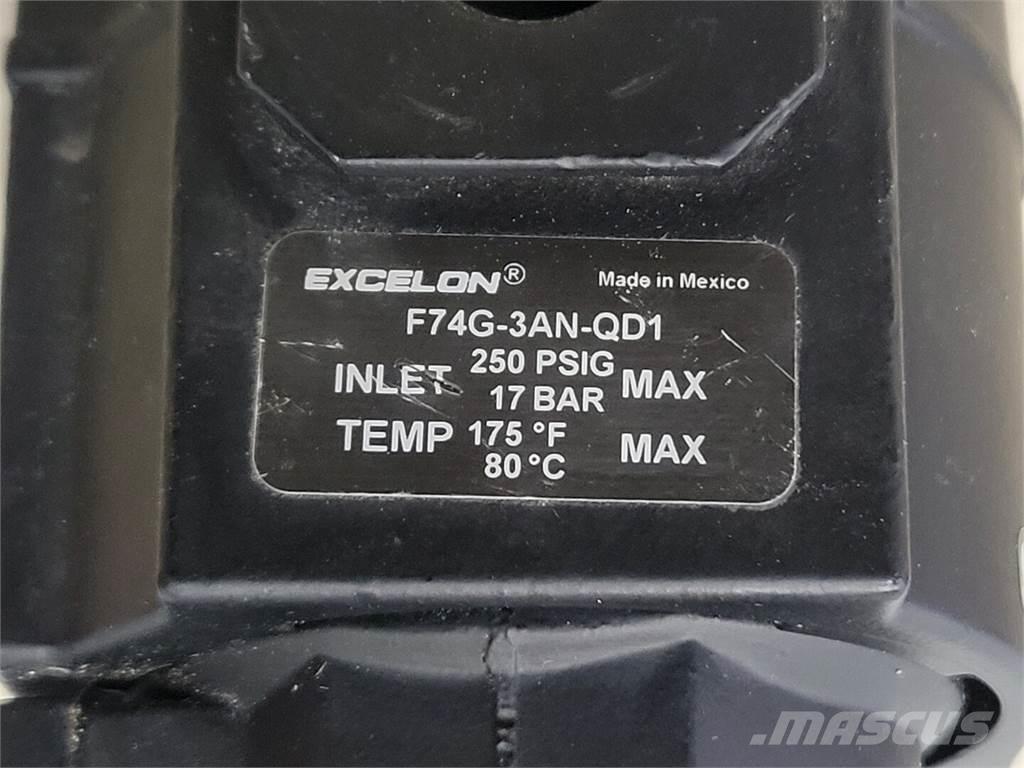 EXCELON® Made in Mexico
F74G-3AN-QD1
INLET 250 PSIG 17 BAR MAX
TEMP 175 °F 80 °C MAX
MASCUS